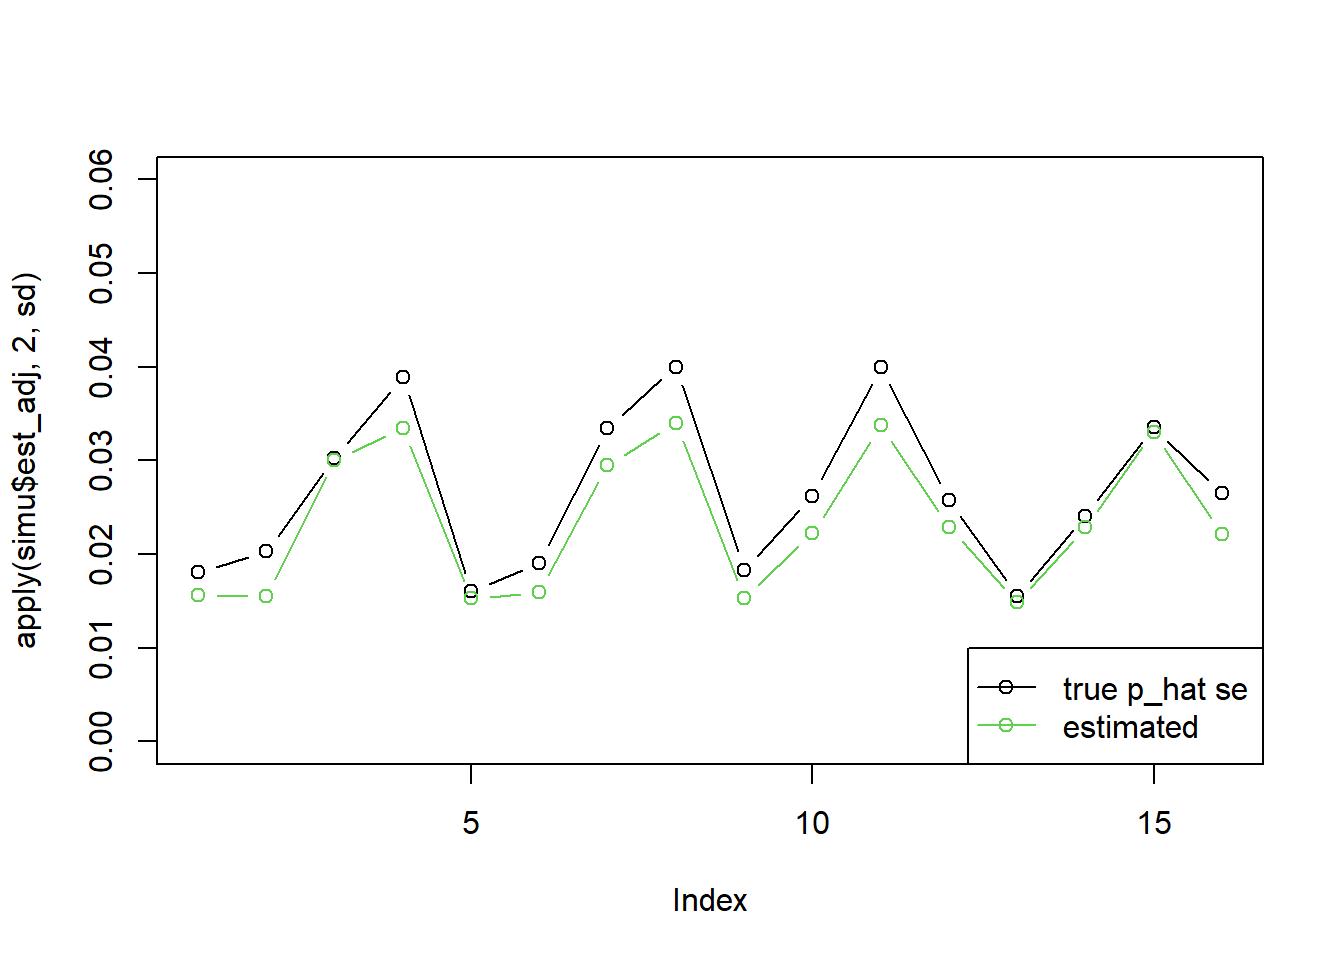 apply(simu$est_adj, 2, sd)
0.06
0.05
0.04
0.03
0.02
0.01
0.00
5
10
15
Index
true p_hat se
estimated